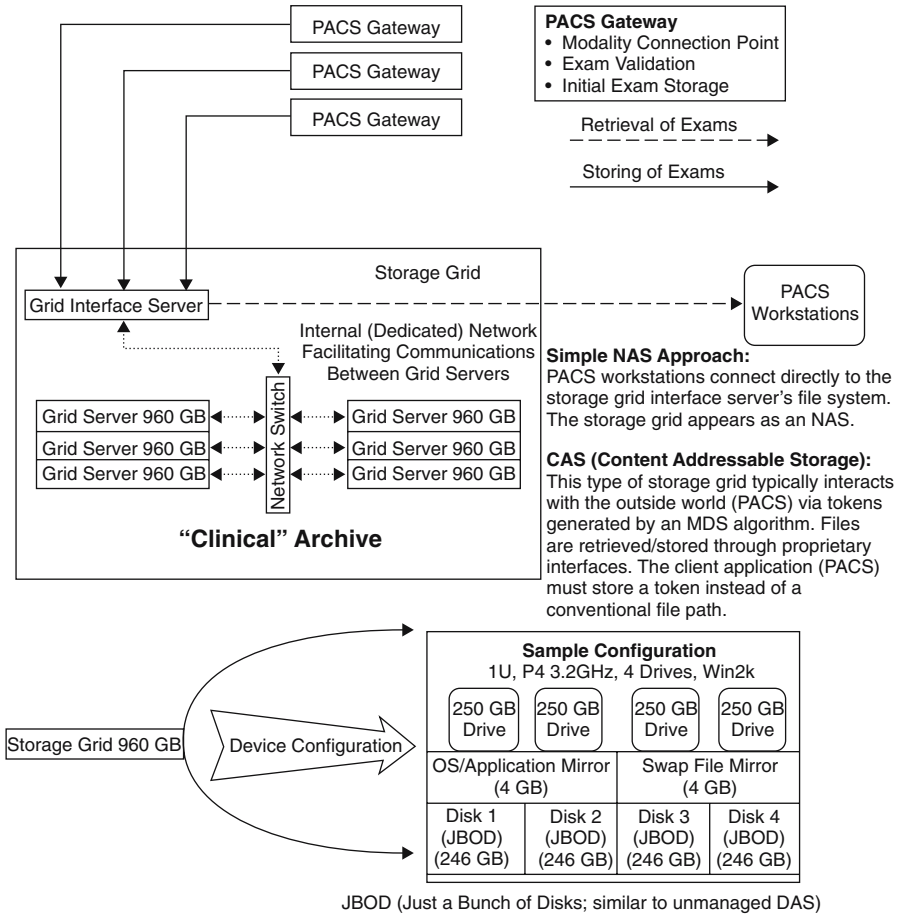 PACS Gateway
PACS Gateway
PACS Gateway
PACS Gateway
• Modality Connection Point
• Exam Validation
• Initial Exam Storage
Retrieval of Exams
Storing of Exams
Storage Grid
Grid Interface Server
PACS
Workstations
Internal (Dedicated) Network
Facilitating Communications
Between Grid Servers
Network Switch
Grid Server 960 GB
Grid Server 960 GB
Grid Server 960 GB
Grid Server 960 GB
Grid Server 960 GB
Grid Server 960 GB
“Clinical” Archive
Simple NAS Approach:
PACS workstations connect directly to the
storage grid interface server’s file system.
The storage grid appears as an NAS.
CAS (Content Addressable Storage):
This type of storage grid typically interacts
with the outside world (PACS) via tokens
generated by an MDS algorithm. Files
are retrieved/stored through proprietary
interfaces. The client application (PACS)
must store a token instead of a
conventional file path.
Storage Grid 960 GB
Device Configuration
Sample Configuration
1U, P4 3.2GHz, 4 Drives, Win2k
250 GB
Drive
250 GB
Drive
250 GB
Drive
250 GB
Drive
OS/Application Mirror
(4 GB)
Swap File Mirror
(4 GB)
Disk 1
(JBOD)
(246 GB)
Disk 2
(JBOD)
(246 GB)
Disk 3
(JBOD)
(246 GB)
Disk 4
(JBOD)
(246 GB)
JBOD (Just a Bunch of Disks; similar to unmanaged DAS)